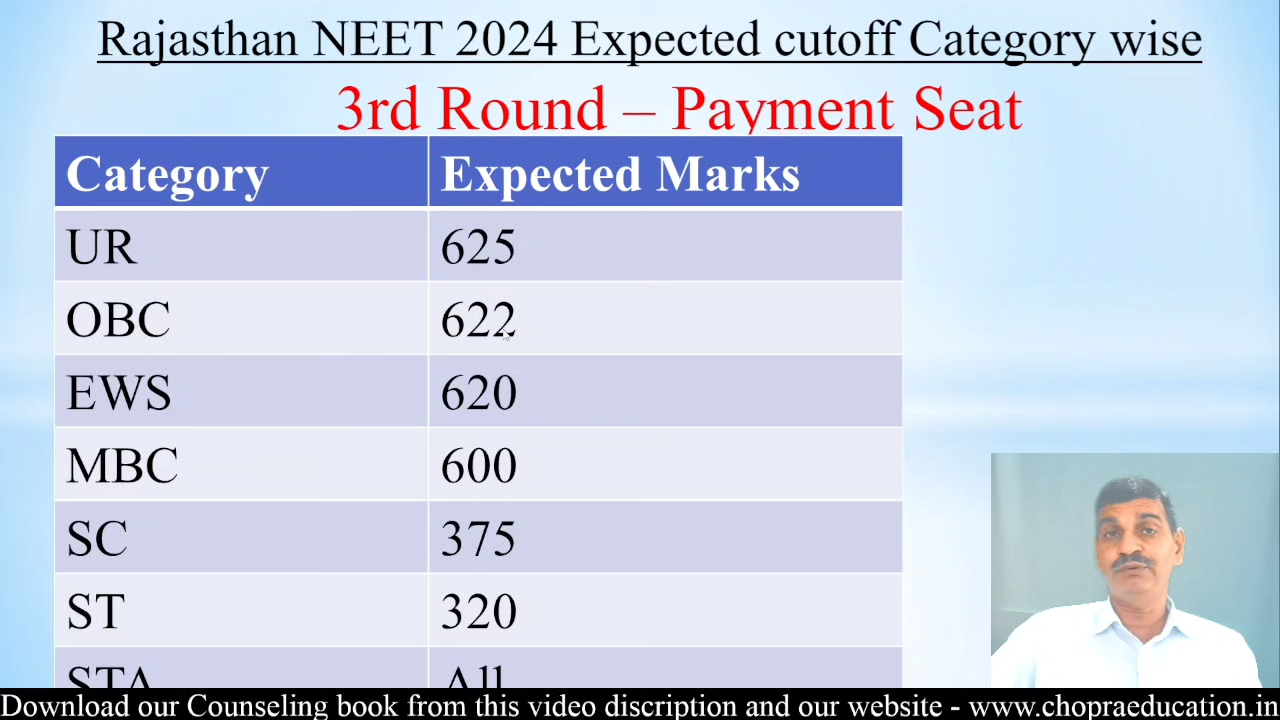 Rajasthan NEET 2024 Expected cutoff Category wise
3rd Round – Payment Seat
Category Expected Marks
UR 625
OBC 622
EWS 620
MBC 600
SC 375
ST 320
STA All
Download our Counseling book from this video discription and our website - www.chopraeducation.in